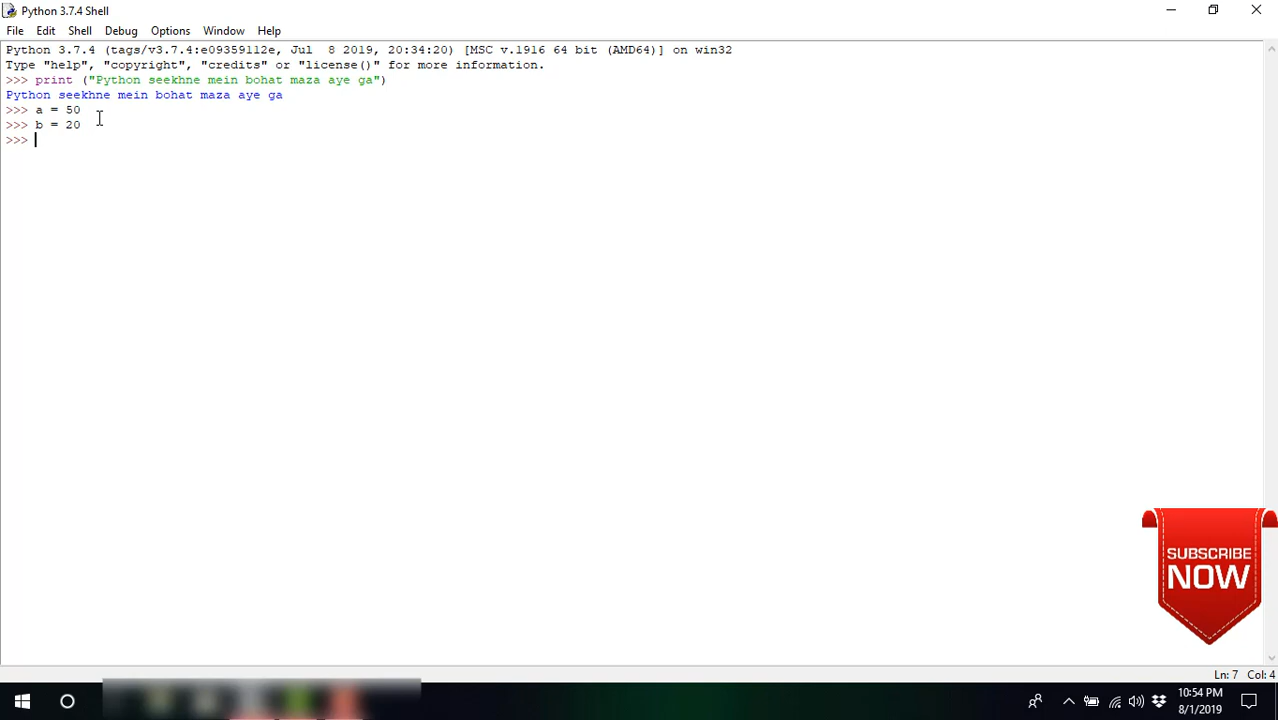 Python 3.7.4 Shell
File Edit Shell Debug Options Window Help
Python 3.7.4 (tags/v3.7.4:e09359112e, Jul  8 2019, 20:34:20) [MSC v.1916 64 bit (AMD64)] on win32
Type "help", "copyright", "credits" or "license()" for more information.
>>> print ("Python seekhne mein bohat maza aye ga")
Python seekhne mein bohat maza aye ga
>>> a = 50
>>> b = 20
>>>
SUBSCRIBE
NOW
Ln: 7 Col: 4
10:54 PM
8/1/2019